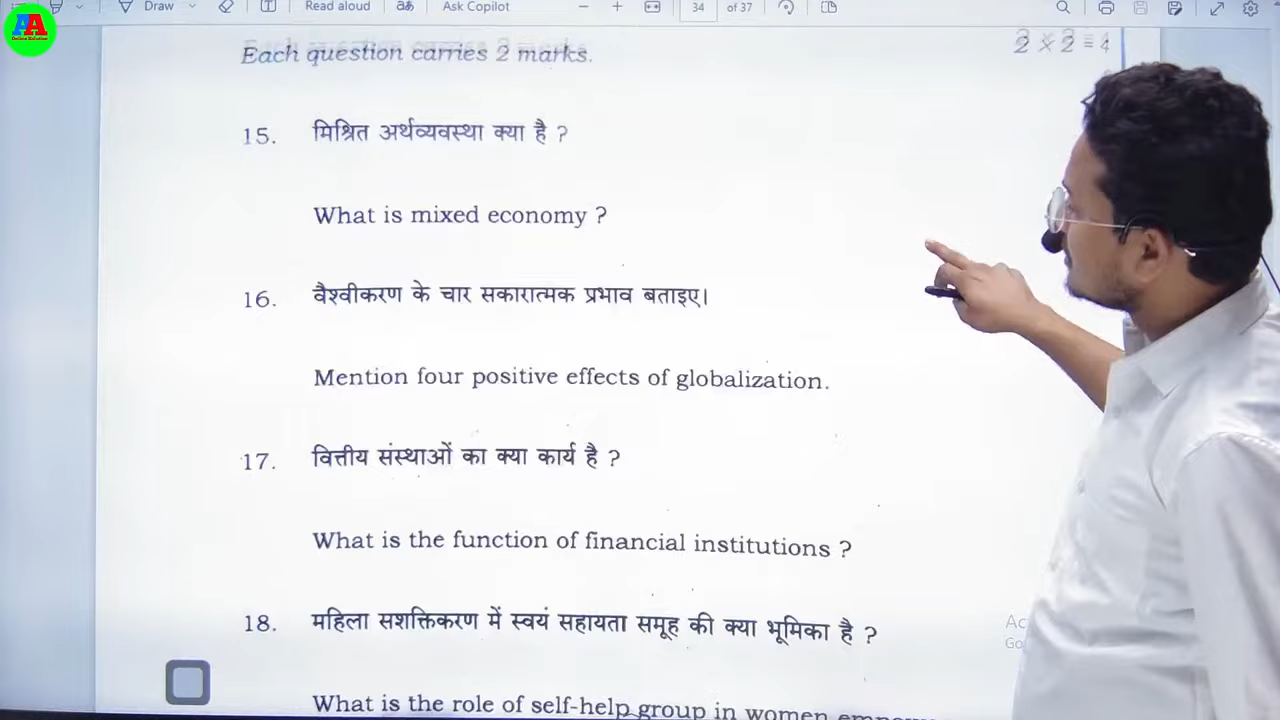 Draw
Read aloud
Ask Copilot
34 of 37
AA
Each question carries 2 marks.
2 × 2 = 4
15. मिश्रित अर्थव्यवस्था क्या है ?
What is mixed economy ?
16. वैश्वीकरण के चार सकारात्मक प्रभाव बताइए।
Mention four positive effects of globalization.
17. वित्तीय संस्थाओं का क्या कार्य है ?
What is the function of financial institutions ?
18. महिला सशक्तिकरण में स्वयं सहायता समूह की क्या भूमिका है ?
What is the role of self-help group in women